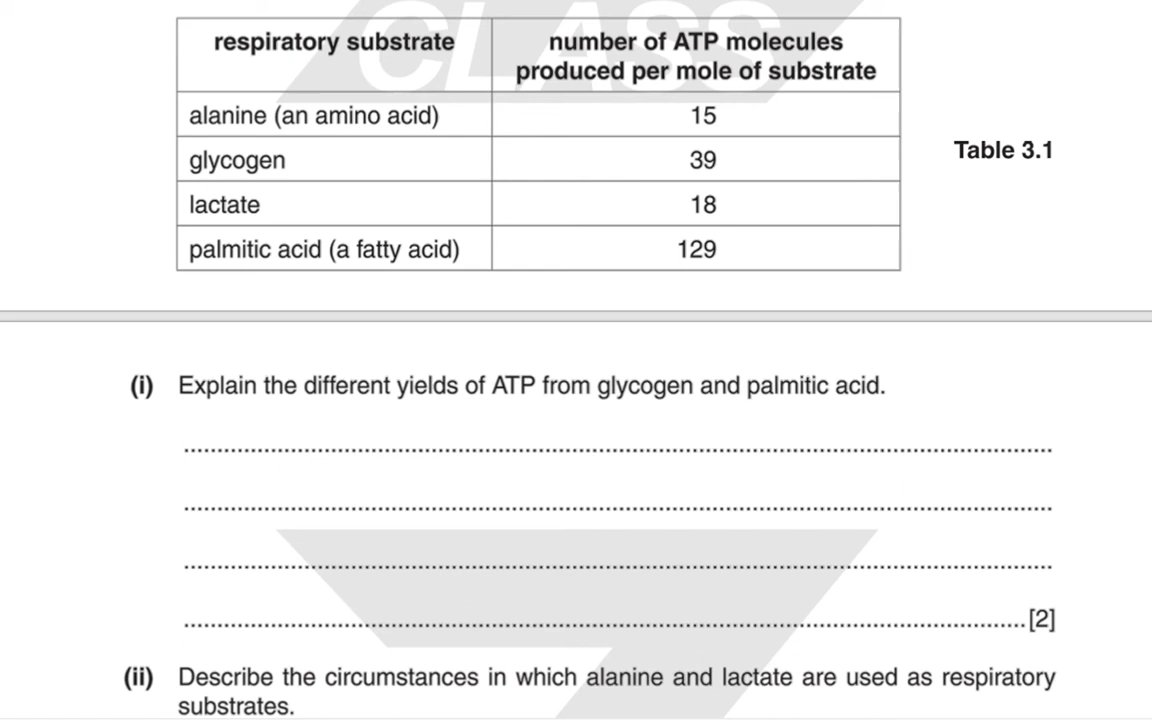 CLASS
respiratory substrate
number of ATP molecules
produced per mole of substrate
alanine (an amino acid) 15
glycogen 39
lactate 18
palmitic acid (a fatty acid) 129
Table 3.1
(i) Explain the different yields of ATP from glycogen and palmitic acid.
[2]
(ii) Describe the circumstances in which alanine and lactate are used as respiratory
substrates.